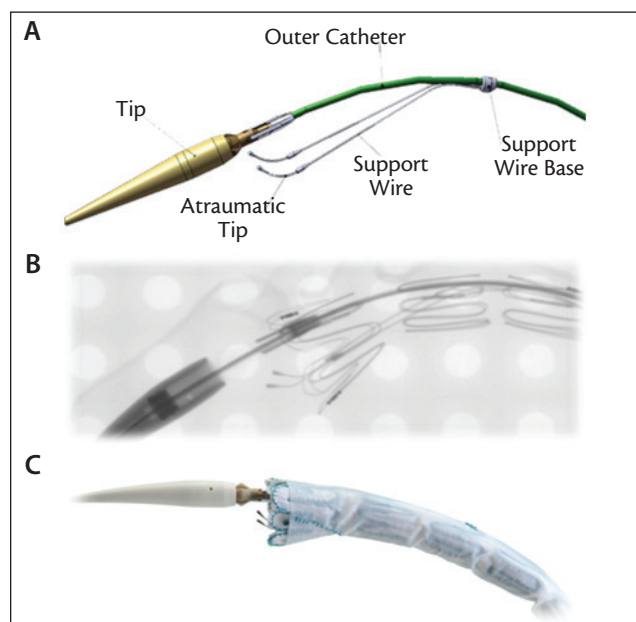 A
Outer Catheter
Tip
Support
Wire Base
Support
Wire
Atraumatic
Tip
B
C